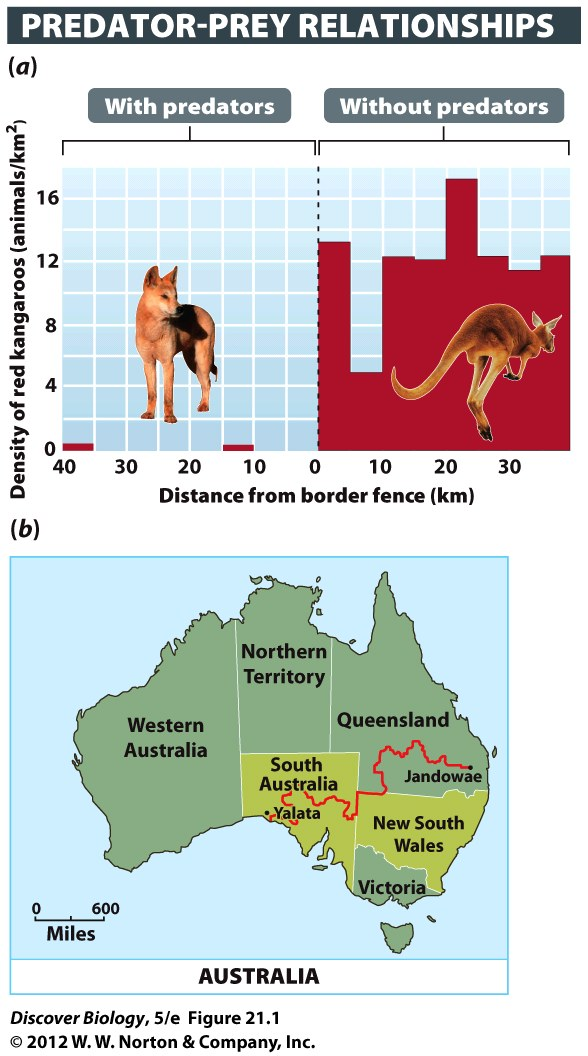 PREDATOR-PREY RELATIONSHIPS
(a)
With predators
Without predators
Density of red kangaroos (animals/km²)
16
12
8
4
0
40 30 20 10 0 10 20 30
Distance from border fence (km)
(b)
Northern
Territory
Western
Australia
Queensland
South
Australia
Jandowae
Yalata
New South
Wales
Victoria
0 600
Miles
AUSTRALIA
Discover Biology, 5/e Figure 21.1
© 2012 W. W. Norton & Company, Inc.